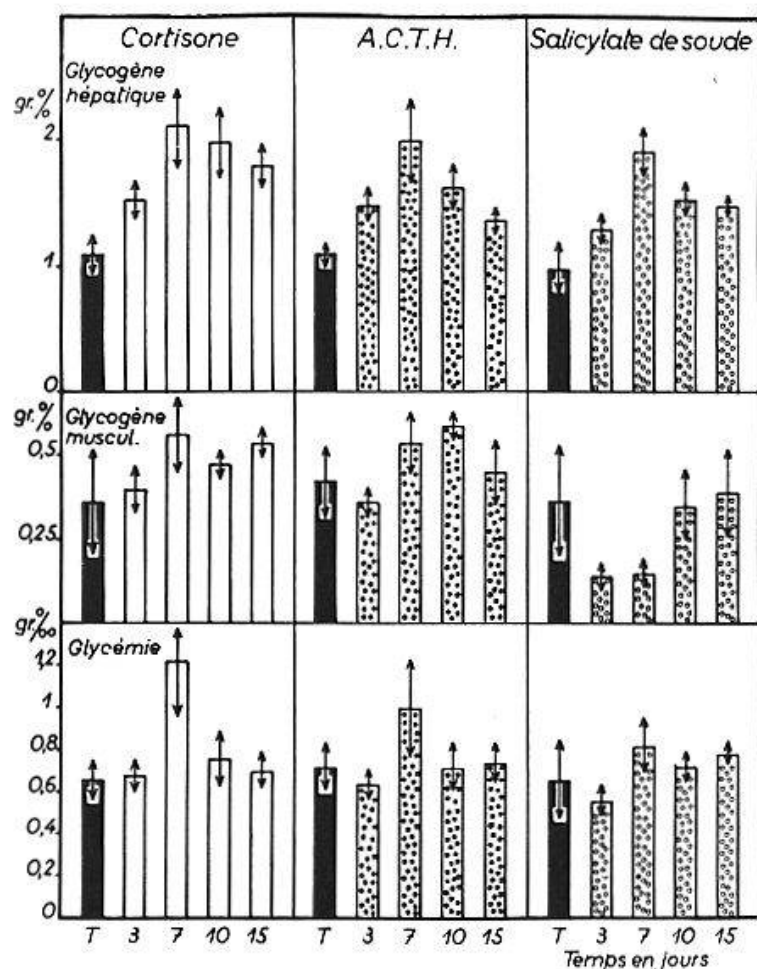 Cortisone
A.C.T.H.
Salicylate de soude
Glycogène
hépatique
gr.%
2
1
0
gr.%
Glycogène
muscul.
0,5
0,25
gr.‰
Glycémie
12
1
0,8
0,6
0,4
0,2
0
T 3 7 10 15
T 3 7 10 15
T 3 7 10 15
Temps en jours